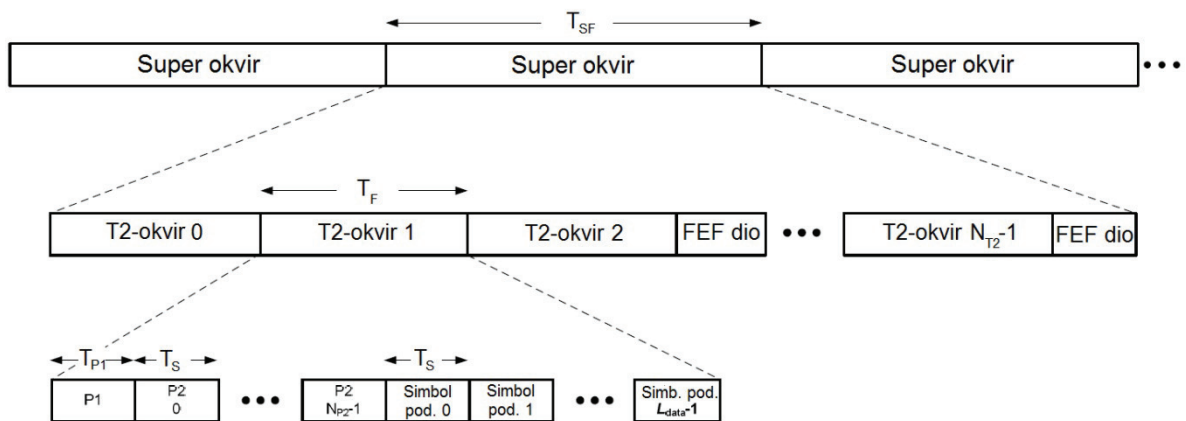 T_SF
Super okvir Super okvir Super okvir •••
T_F
T2-okvir 0 T2-okvir 1 T2-okvir 2 FEF dio ••• T2-okvir N_T2-1 FEF dio
T_P1 T_S T_S
P1 P2 ••• P2 Simbol Simbol ••• Simb. pod.
0 N_P2-1 pod. 0 pod. 1 L_data-1